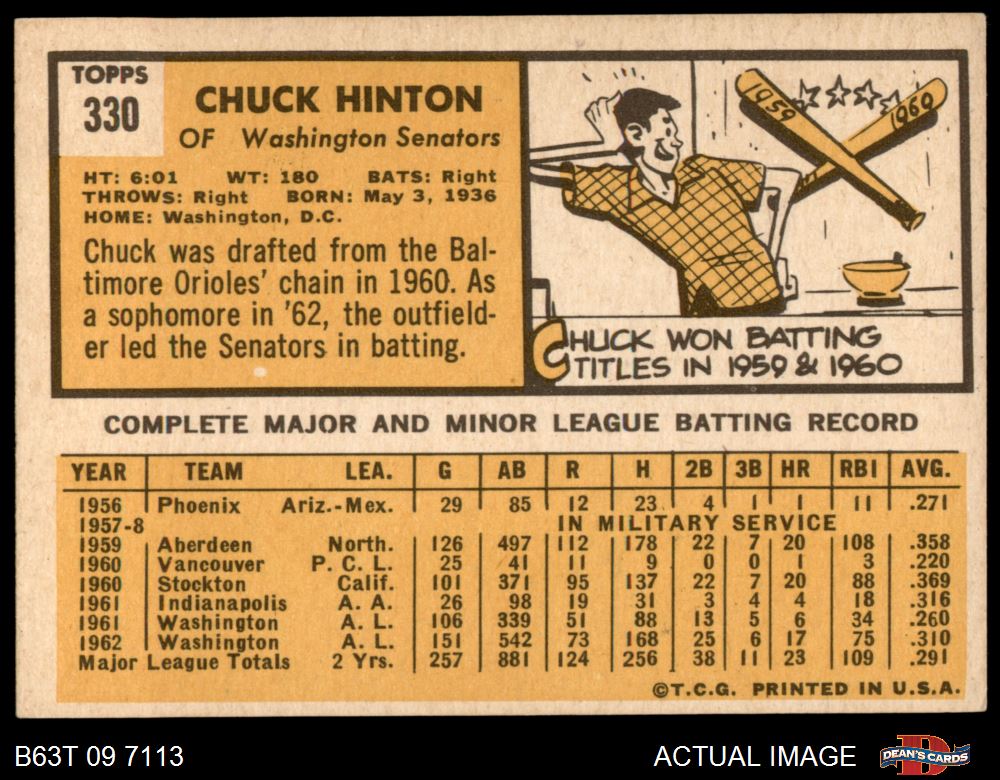 TOPPS
330
CHUCK HINTON
OF Washington Senators
HT: 6:01 WT: 180 BATS: Right
THROWS: Right BORN: May 3, 1936
HOME: Washington, D.C.
Chuck was drafted from the Bal-
timore Orioles' chain in 1960. As
a sophomore in '62, the outfield-
er led the Senators in batting.
1959
1960
CHUCK WON BATTING
TITLES IN 1959 & 1960
COMPLETE MAJOR AND MINOR LEAGUE BATTING RECORD
YEAR TEAM LEA. G AB R H 2B 3B HR RBI AVG.
1956 Phoenix Ariz.-Mex. 29 85 12 23 4 1 1 11 .271
1957-8 IN MILITARY SERVICE
1959 Aberdeen North. 126 497 112 178 22 7 20 108 .358
1960 Vancouver P. C. L. 25 41 11 9 0 0 1 3 .220
1960 Stockton Calif. 101 371 95 137 22 7 20 88 .369
1961 Indianapolis A. A. 26 98 19 31 3 4 4 18 .316
1961 Washington A. L. 106 339 51 88 13 5 6 34 .260
1962 Washington A. L. 151 542 73 168 25 6 17 75 .310
Major League Totals 2 Yrs. 257 881 124 256 38 11 23 109 .291
©T.C.G. PRINTED IN U.S.A.
B63T 09 7113
ACTUAL IMAGE
DEAN'S CARDS